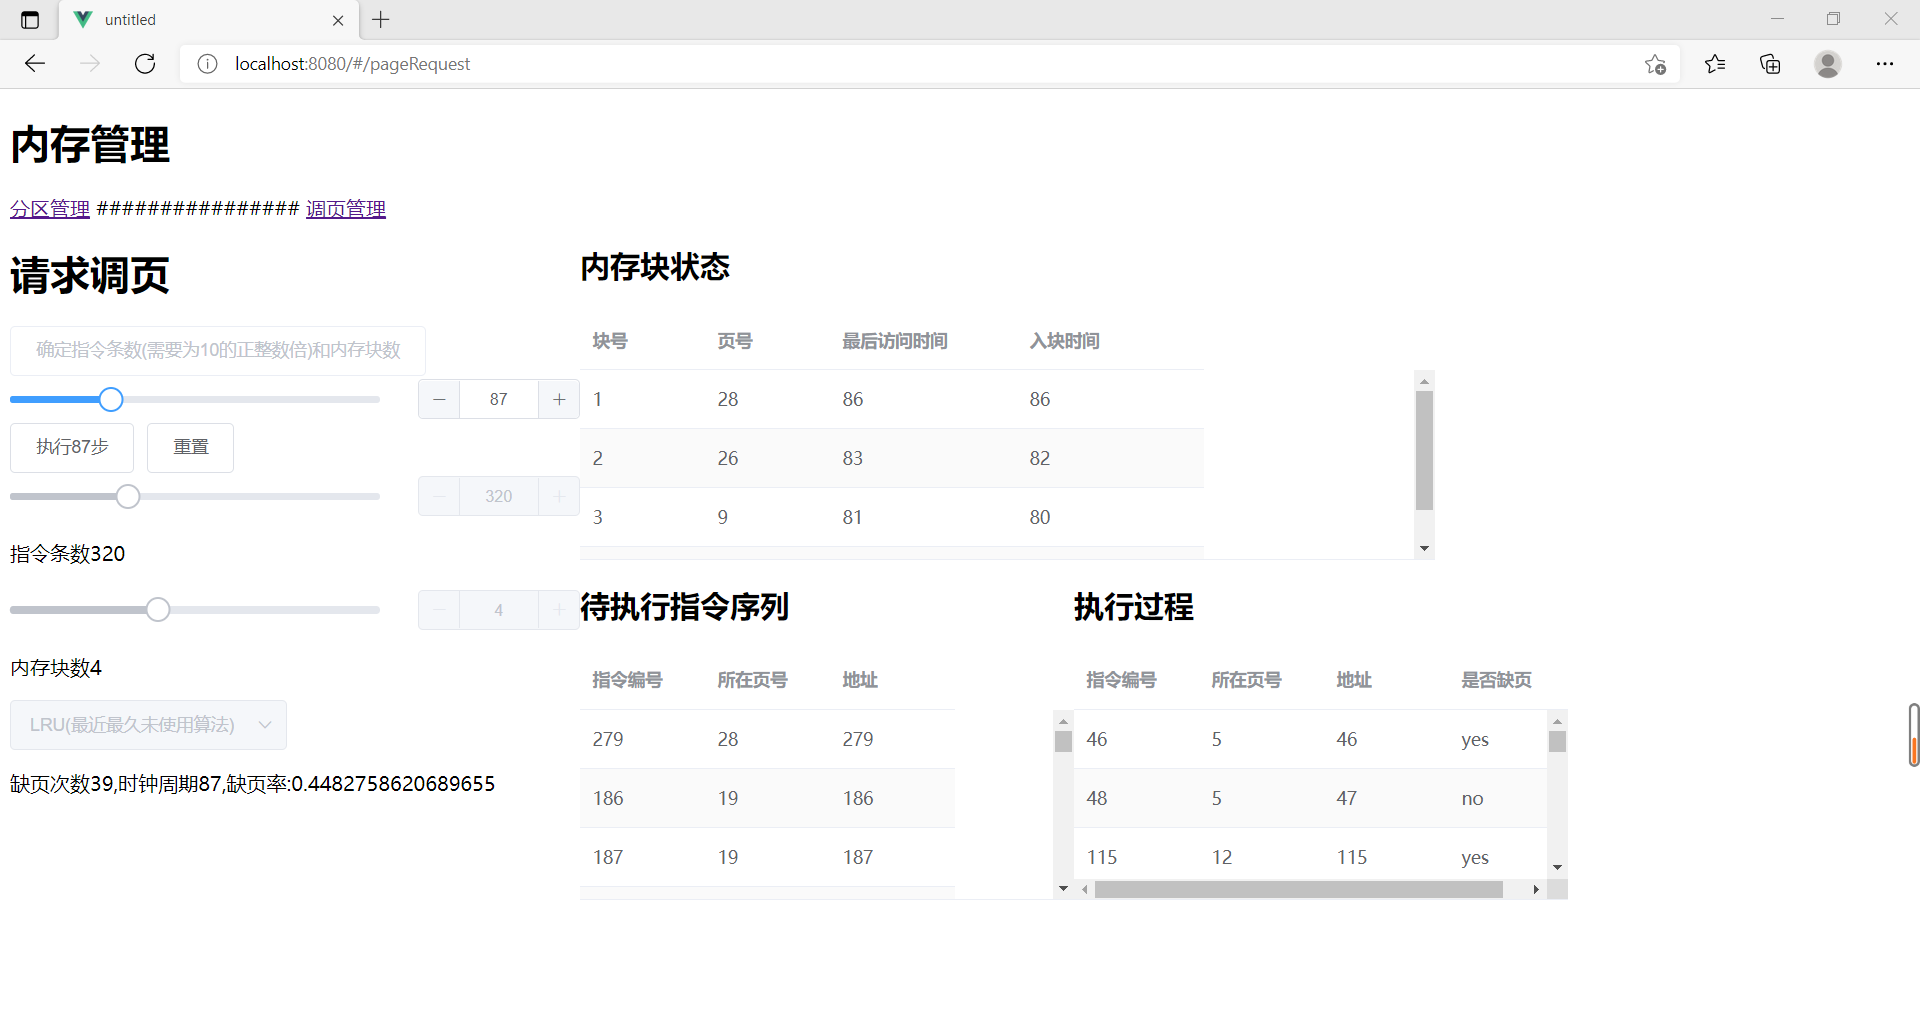 untitled
localhost:8080/#/pageRequest
内存管理
分区管理 ################ 调页管理
请求调页
确定指令条数(需要为10的正整数倍)和内存块数
87
执行87步 重置
320
指令条数320
4
内存块数4
LRU(最近最久未使用算法)
缺页次数39,时钟周期87,缺页率:0.4482758620689655
内存块状态
块号 页号 最后访问时间 入块时间
1 28 86 86
2 26 83 82
3 9 81 80
待执行指令序列
指令编号 所在页号 地址
279 28 279
186 19 186
187 19 187
执行过程
指令编号 所在页号 地址 是否缺页
46 5 46 yes
48 5 47 no
115 12 115 yes